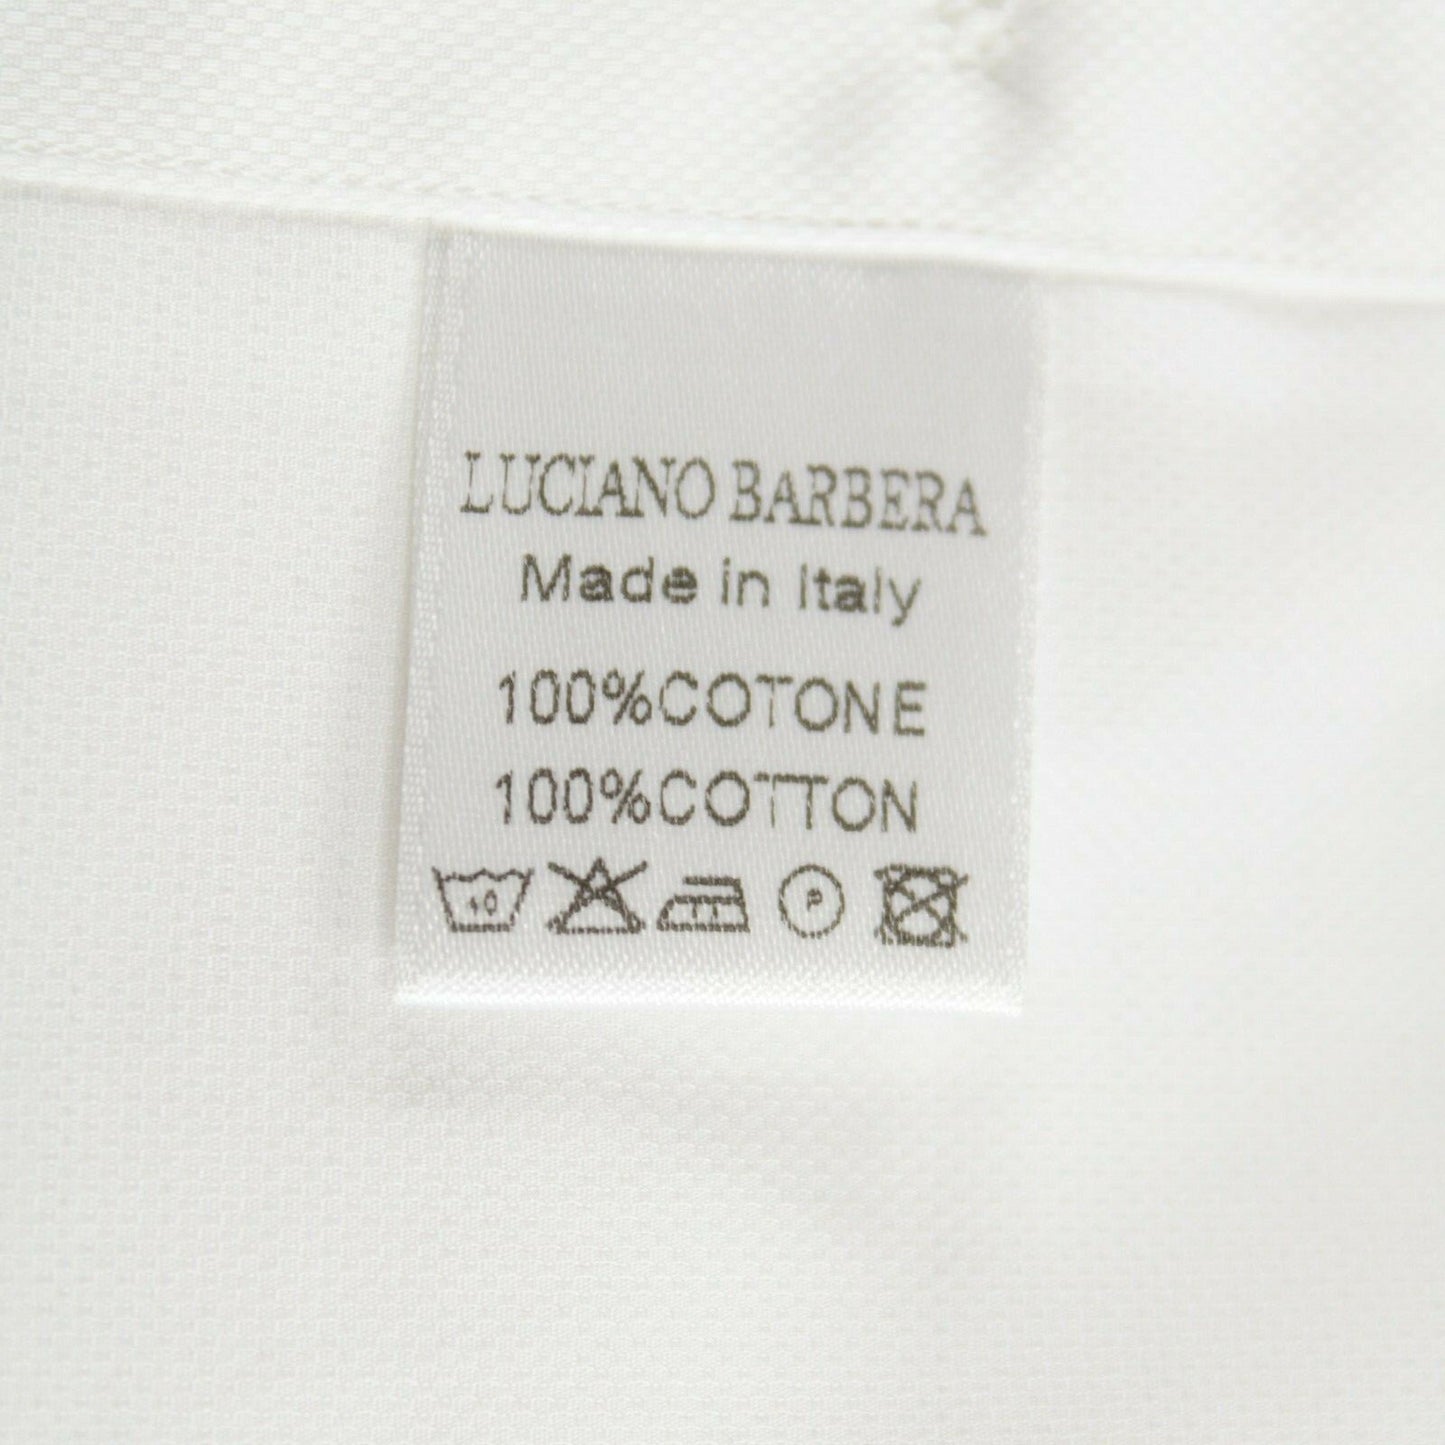 LUCIANO BARBERA
Made in Italy
100%COTONE
100%COTTON
40 P